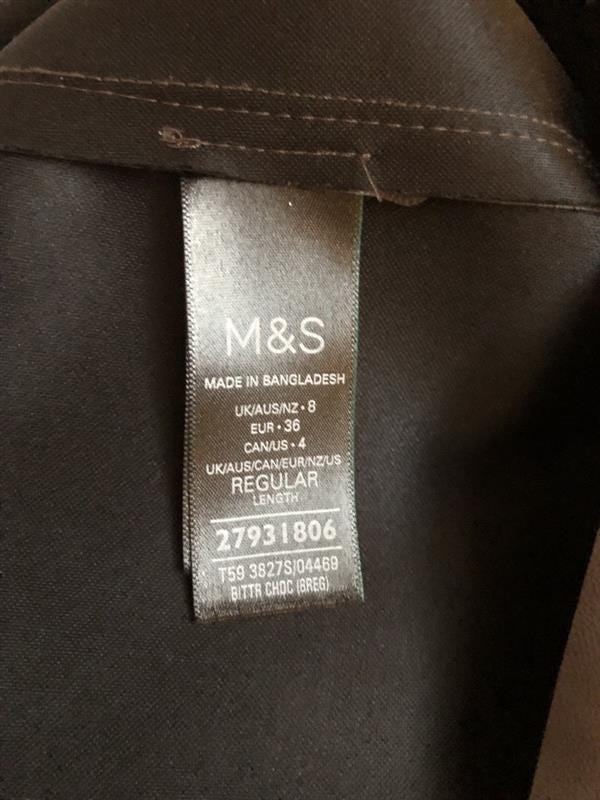 M&S
MADE IN BANGLADESH
UK/AUS/NZ • 8
EUR • 36
CAN/US • 4
UK/AUS/CAN/EUR/NZ/US
REGULAR
LENGTH
27931806
T59 3827S/04469
BITTR CHOC (8REG)